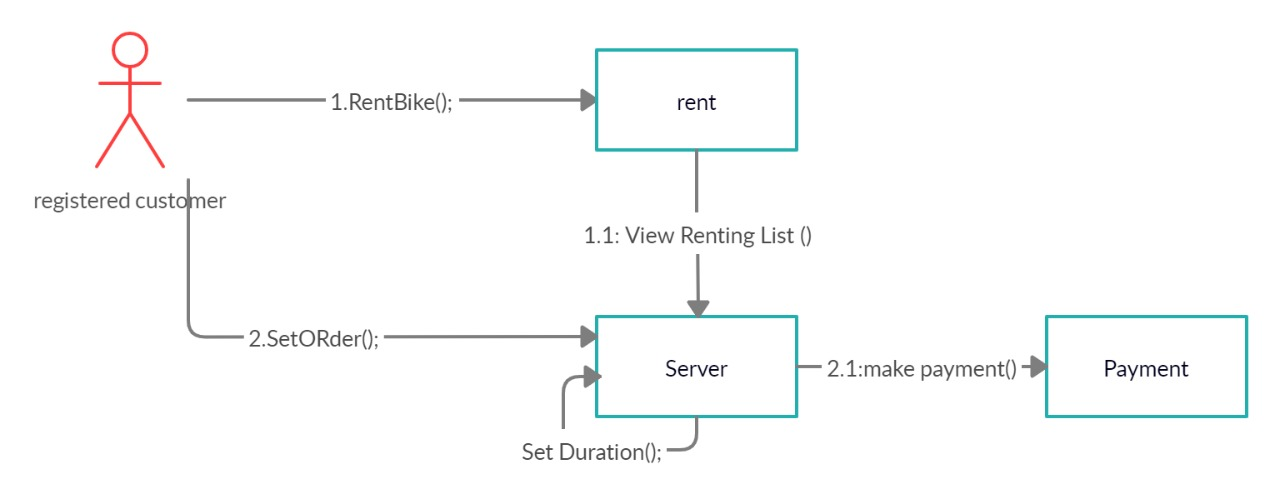 1.RentBike();
rent
registered customer
1.1: View Renting List ()
2.SetORder();
Server
2.1:make payment()
Payment
Set Duration();